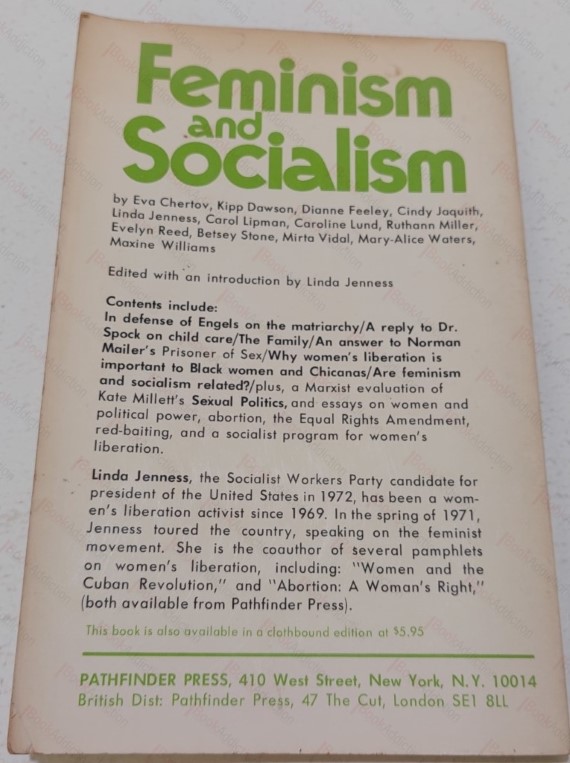 Feminism
and
Socialism
by Eva Chertov, Kipp Dawson, Dianne Feeley, Cindy Jaquith,
Linda Jenness, Carol Lipman, Caroline Lund, Ruthann Miller,
Evelyn Reed, Betsey Stone, Mirta Vidal, Mary-Alice Waters,
Maxine Williams
Edited with an introduction by Linda Jenness
Contents include:
In defense of Engels on the matriarchy/A reply to Dr.
Spock on child care/The Family/An answer to Norman
Mailer's Prisoner of Sex/Why women's liberation is
important to Black women and Chicanas/Are feminism
and socialism related?/plus, a Marxist evaluation of
Kate Millett's Sexual Politics, and essays on women and
political power, abortion, the Equal Rights Amendment,
red-baiting, and a socialist program for women's
liberation.
Linda Jenness, the Socialist Workers Party candidate for
president of the United States in 1972, has been a wom-
en's liberation activist since 1969. In the spring of 1971,
Jenness toured the country, speaking on the feminist
movement. She is the coauthor of several pamphlets
on women's liberation, including: "Women and the
Cuban Revolution," and "Abortion: A Woman's Right,"
(both available from Pathfinder Press).
This book is also available in a clothbound edition at $5.95
PATHFINDER PRESS, 410 West Street, New York, N.Y. 10014
British Dist: Pathfinder Press, 47 The Cut, London SE1 8LL